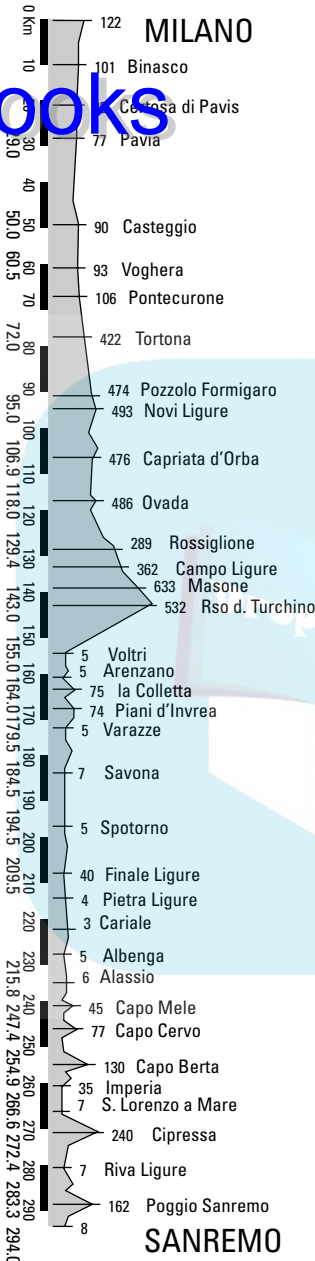 122 MILANO
0 Km
10
101 Binasco
ooks
Certosa di Pavis
77 Pavia
30
29.0
40
50
50.0
90 Casteggio
60
60.5
93 Voghera
70
106 Pontecurone
72.0
80
422 Tortona
90
95.0
474 Pozzolo Formigaro
493 Novi Ligure
100
106.9
476 Capriata d'Orba
110
118.0
486 Ovada
120
129.4
289 Rossiglione
130
362 Campo Ligure
633 Masone
140
143.0
532 Rso d. Turchino
150
155.0
5 Voltri
5 Arenzano
160
164.0
75 la Colletta
74 Piani d'Invrea
170
179.5
5 Varazze
180
184.5
7 Savona
190
194.5
5 Spotorno
200
209.5
40 Finale Ligure
210
4 Pietra Ligure
3 Cariale
220
5 Albenga
230
215.8
6 Alassio
240
45 Capo Mele
247.4
77 Capo Cervo
250
254.9
130 Capo Berta
260
35 Imperia
266.6
7 S. Lorenzo a Mare
270
272.4
240 Cipressa
280
7 Riva Ligure
283.3
290
162 Poggio Sanremo
294.0
8
SANREMO